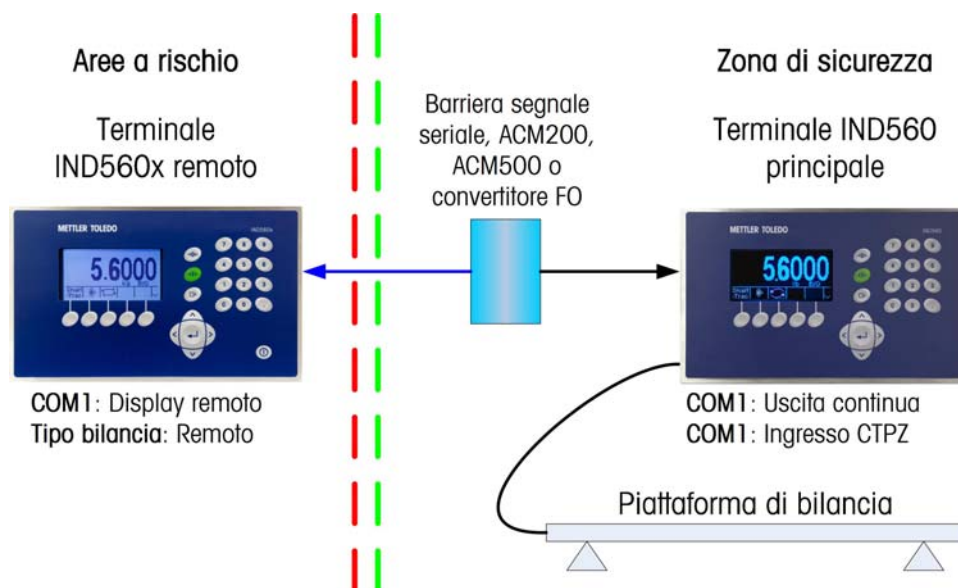 Aree a rischio
Terminale
IND560x remoto
METTLER TOLEDO
IND560x
5.6000
COM1: Display remoto
Tipo bilancia: Remoto
Barriera segnale
seriale, ACM200,
ACM500 o
convertitore FO
Zona di sicurezza
Terminale IND560
principale
METTLER TOLEDO
IND560
5.6000
COM1: Uscita continua
COM1: Ingresso CTPZ
Piattaforma di bilancia